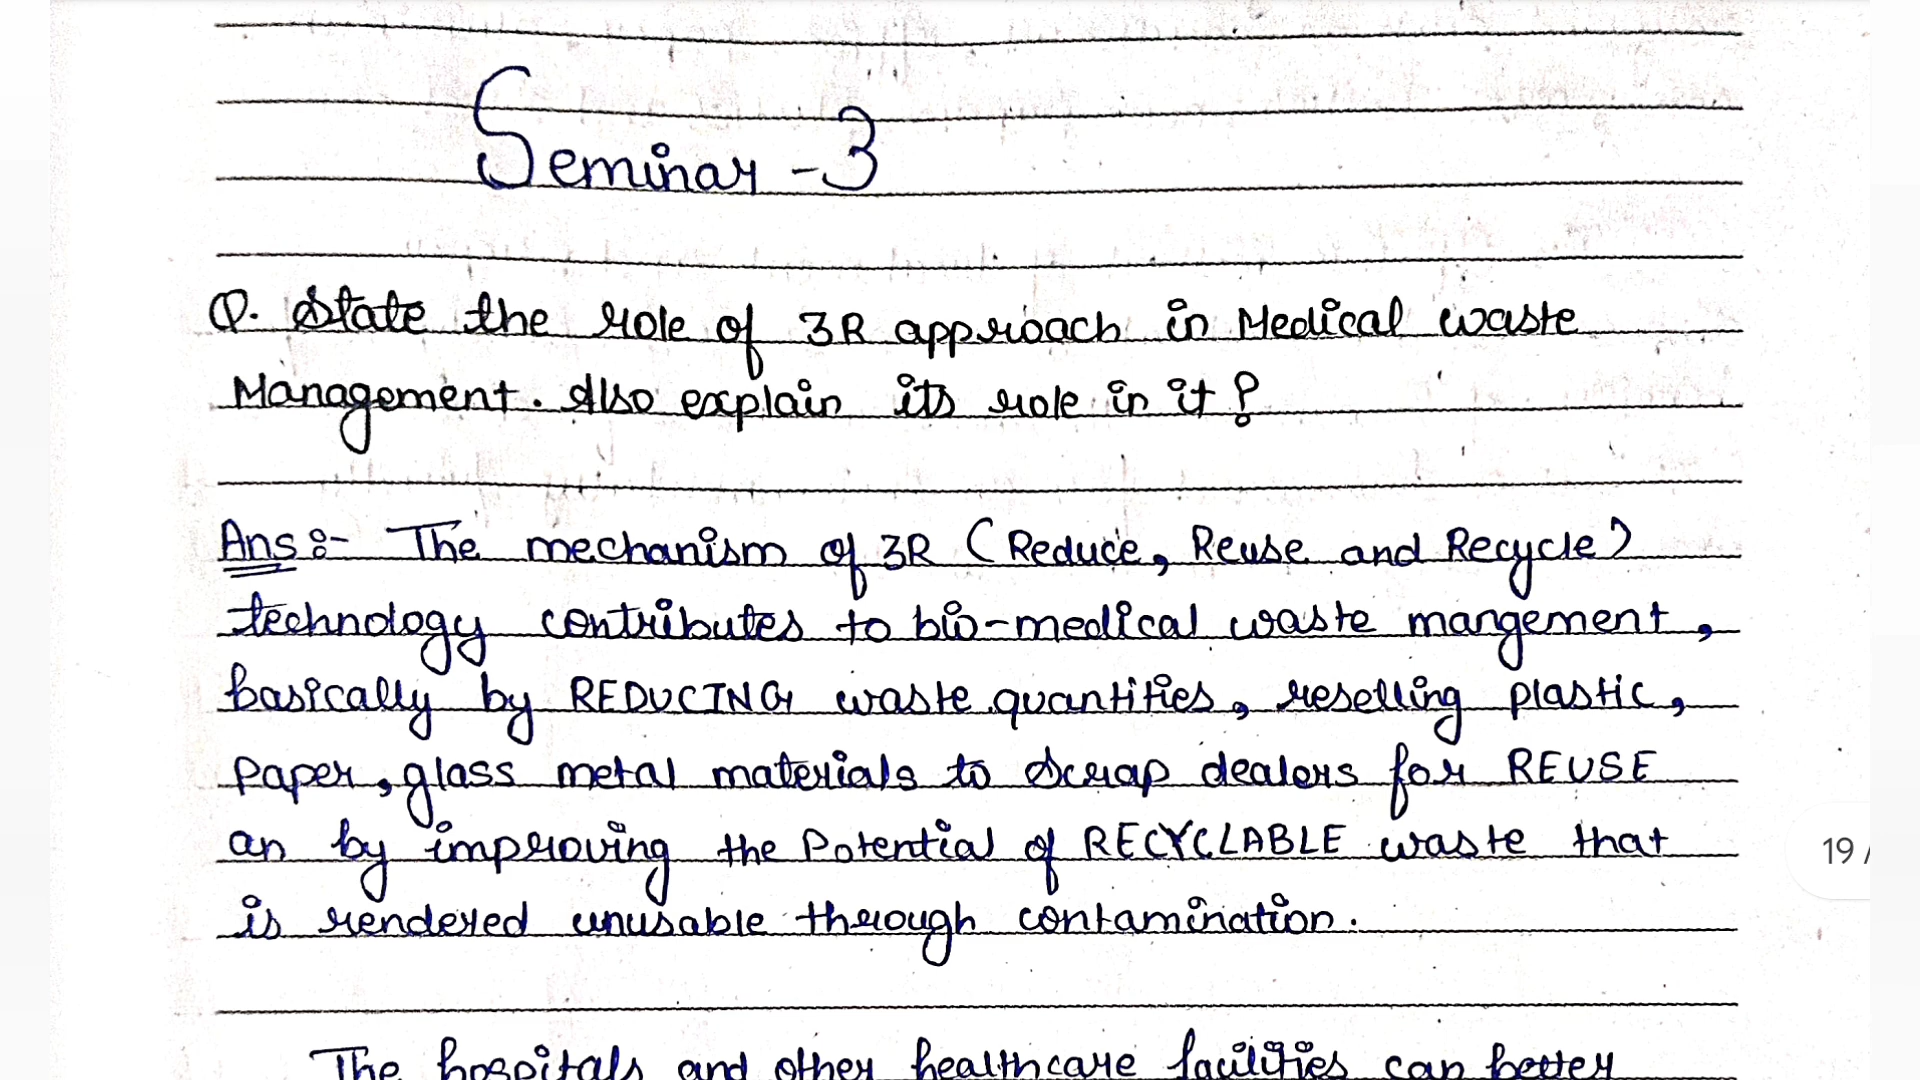 Seminar - 3
Q. State the role of 3R approach in Medical waste
Management. Also explain its role in it ?
Ans :- The mechanism of 3R (Reduce, Reuse and Recycle)
technology contributes to bio-medical waste mangement,
basically by REDUCING waste quantities, reselling plastic,
paper, glass metal materials to scrap dealers for REUSE
an by improving the Potential of RECYCLABLE waste that
is rendered unusable through contamination.
The hospitals and other healthcare facilities can better
19 /